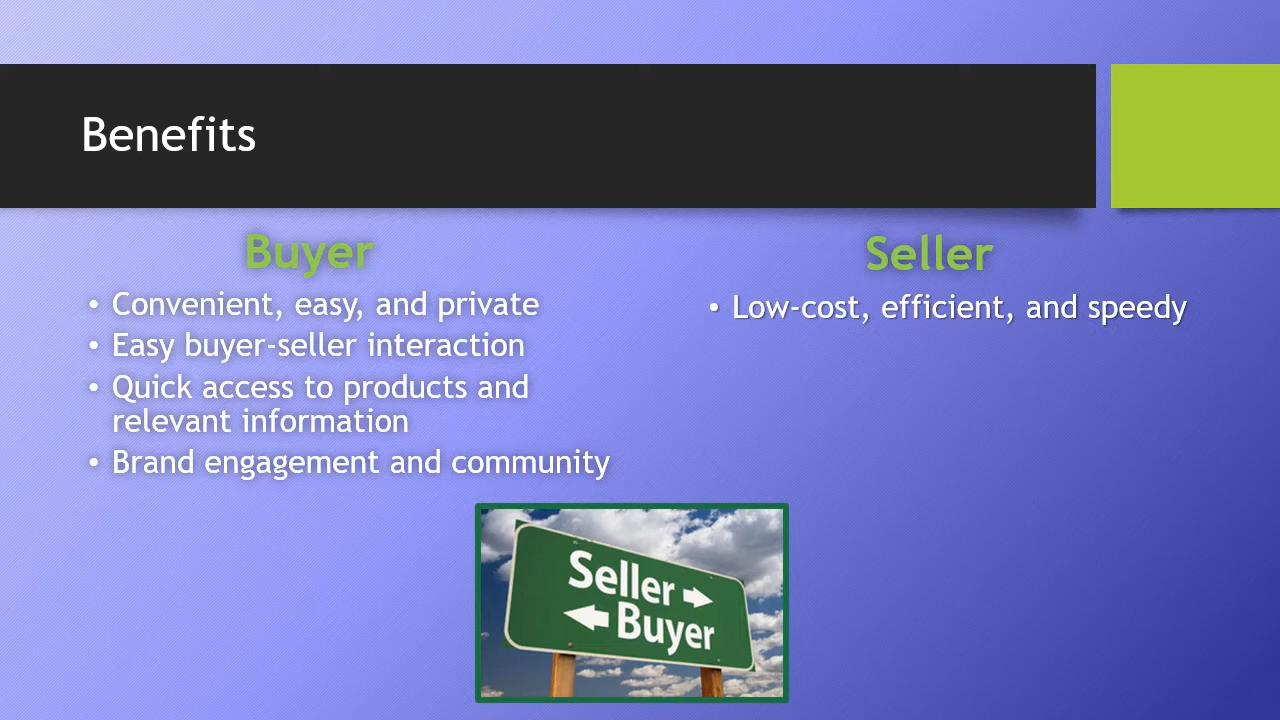 Benefits
Buyer
• Convenient, easy, and private
• Easy buyer-seller interaction
• Quick access to products and
relevant information
• Brand engagement and community
Seller
• Low-cost, efficient, and speedy
Seller →
← Buyer